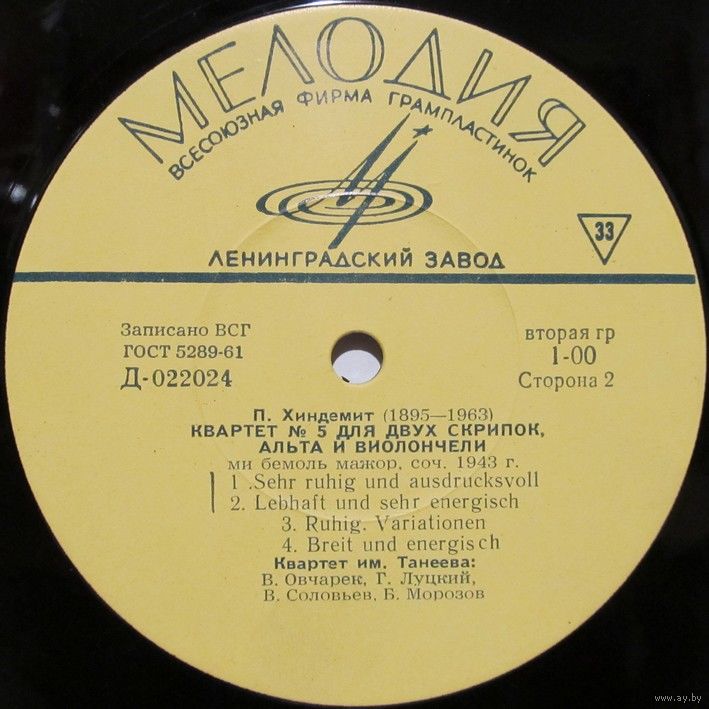 МЕЛОДИЯ
ВСЕСОЮЗНАЯ ФИРМА ГРАМПЛАСТИНОК
33
ЛЕНИНГРАДСКИЙ ЗАВОД
Записано ВСГ
ГОСТ 5289-61
Д-022024
вторая гр
1-00
Сторона 2
П. Хиндемит (1895—1963)
КВАРТЕТ № 5 ДЛЯ ДВУХ СКРИПОК,
АЛЬТА И ВИОЛОНЧЕЛИ
ми бемоль мажор, соч. 1943 г.
1 .Sehr ruhig und ausdrucksvoll
2. Lebhaft und sehr energisch
3. Ruhig. Variationen
4. Breit und energisch
Квартет им. Танеева:
В. Овчарек, Г. Луцкий,
В. Соловьев, Б. Морозов
www.ay.by